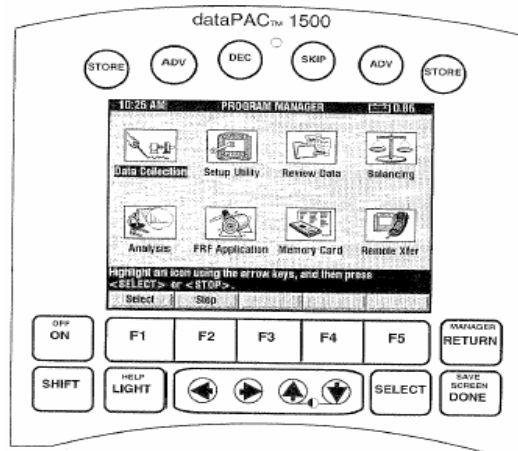 dataPAC™ 1500
STORE ADV DEC SKIP ADV STORE
10:25 AM PROGRAM MANAGER 0.86
Data Collection Setup Utility Review Data Balancing
Analysis FRF Application Memory Card Remote Xfer
Highlight an icon using the arrow keys, and then press
<SELECT> or <STOP>.
Select Stop
OFF MANAGER
ON F1 F2 F3 F4 F5 RETURN
HELP SAVE
SHIFT LIGHT SELECT SCREEN
DONE